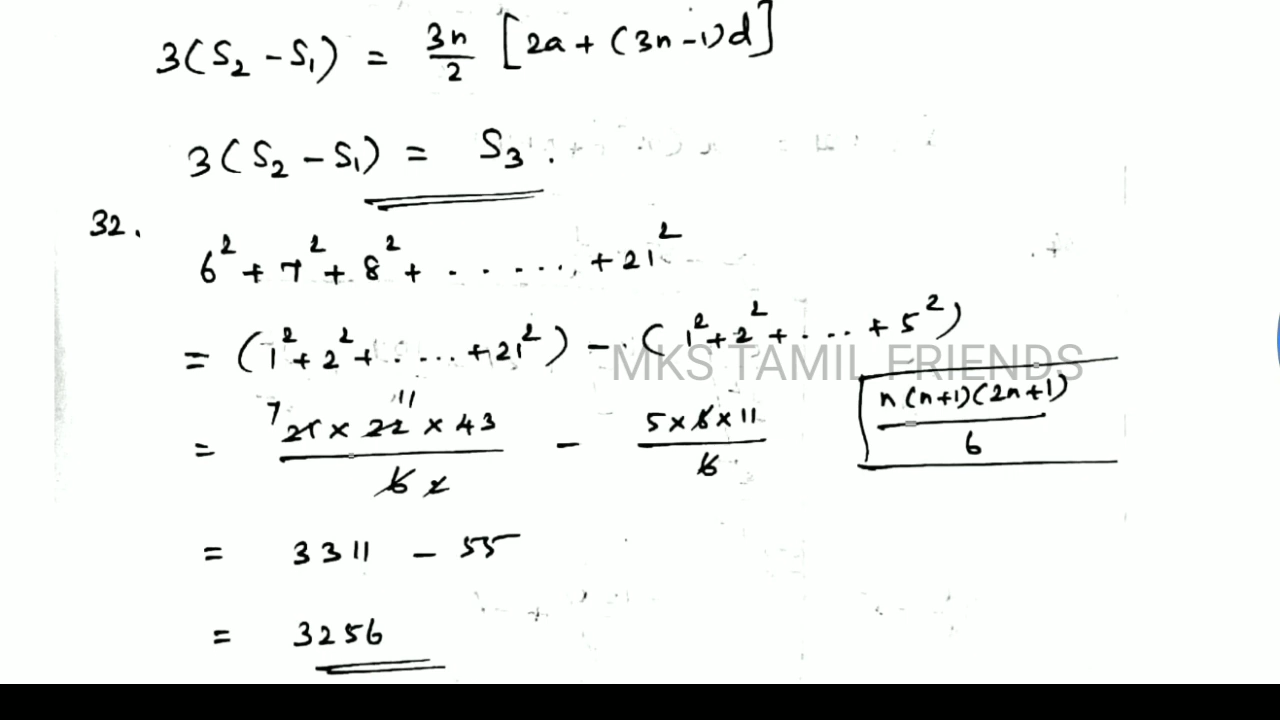 3(S₂ - S₁) = 3n/2 [2a + (3n-1)d]
3(S₂ - S₁) = S₃.
32.
6² + 7² + 8² + ...... + 21²
= (1² + 2² + ..... + 21²) - (1² + 2² + ... + 5²)
MKS TAMIL FRIENDS
= 7 11 21 × 22 × 43 / 6 2 - 5 × 6 × 11 / 6
n(n+1)(2n+1) / 6
= 3311 - 55
= 3256